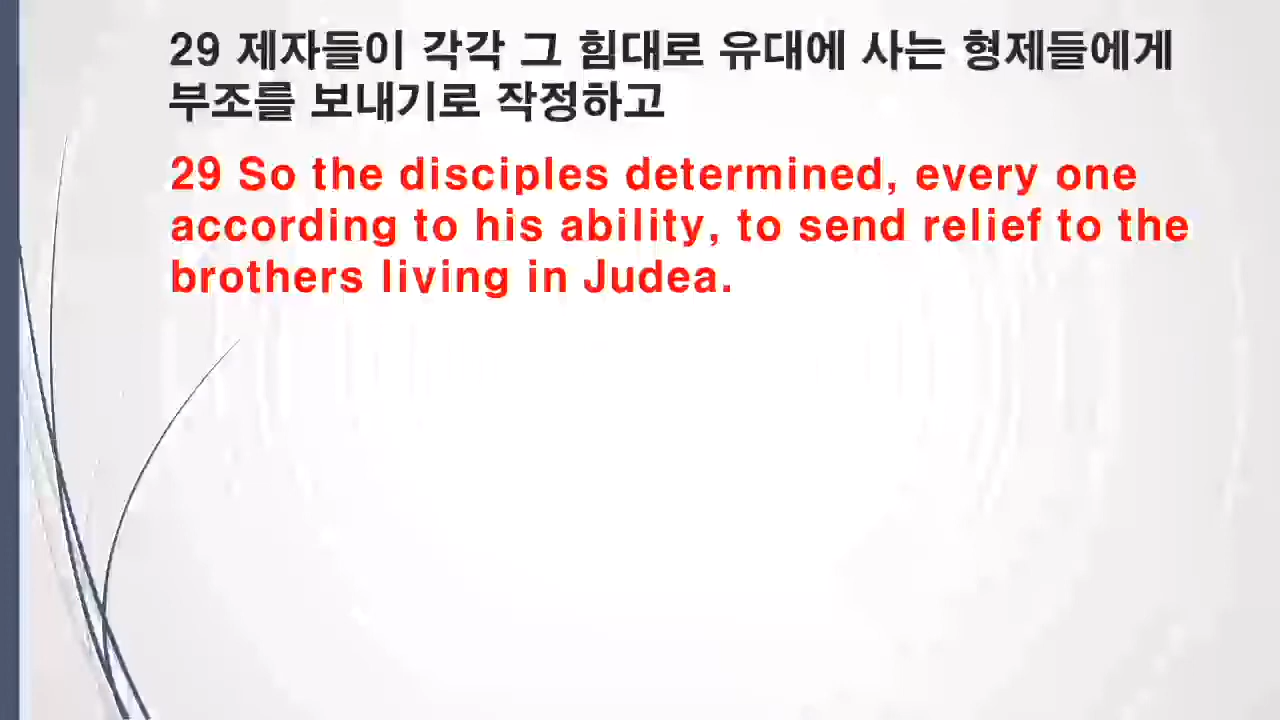 29 제자들이 각각 그 힘대로 유대에 사는 형제들에게
부조를 보내기로 작정하고
29 So the disciples determined, every one
according to his ability, to send relief to the
brothers living in Judea.